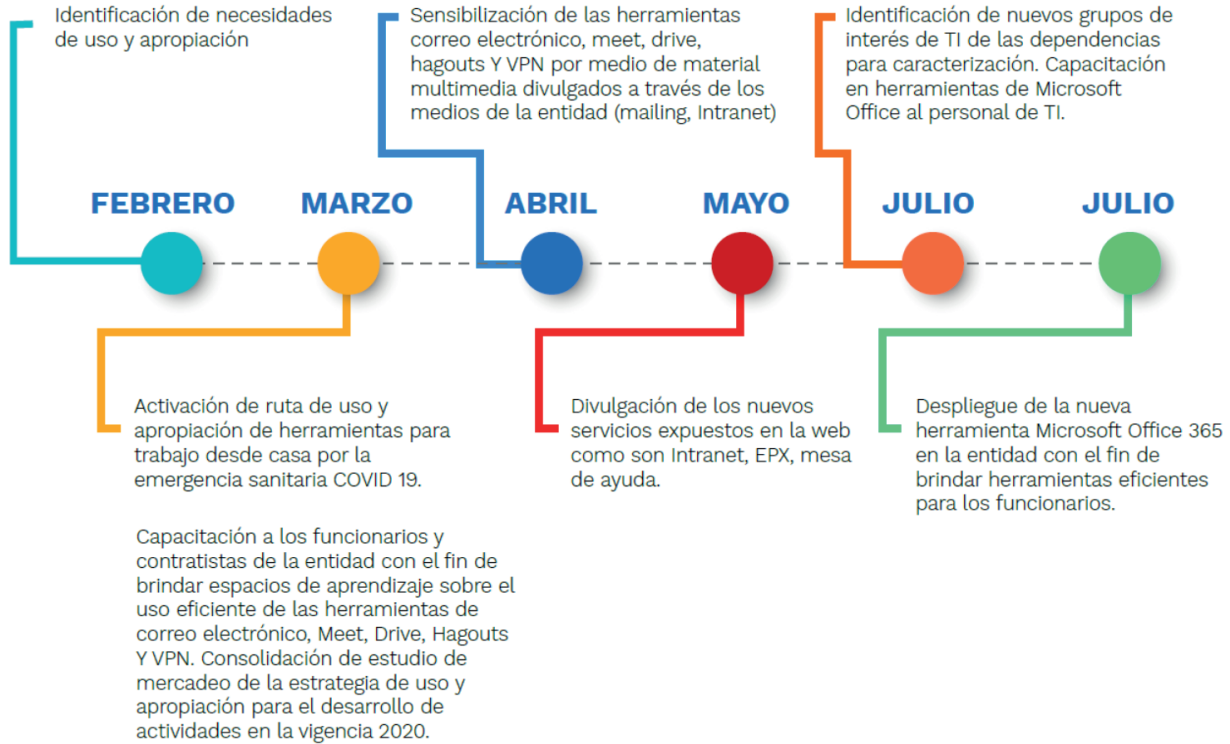 Identificación de necesidades
de uso y apropiación
Sensibilización de las herramientas
correo electrónico, meet, drive,
hagouts Y VPN por medio de material
multimedia divulgados a través de los
medios de la entidad (mailing, Intranet)
Identificación de nuevos grupos de
interés de TI de las dependencias
para caracterización. Capacitación
en herramientas de Microsoft
Office al personal de TI.
FEBRERO
MARZO
ABRIL
MAYO
JULIO
JULIO
Activación de ruta de uso y
apropiación de herramientas para
trabajo desde casa por la
emergencia sanitaria COVID 19.
Capacitación a los funcionarios y
contratistas de la entidad con el fin de
brindar espacios de aprendizaje sobre el
uso eficiente de las herramientas de
correo electrónico, Meet, Drive, Hagouts
Y VPN. Consolidación de estudio de
mercadeo de la estrategia de uso y
apropiación para el desarrollo de
actividades en la vigencia 2020.
Divulgación de los nuevos
servicios expuestos en la web
como son Intranet, EPX, mesa
de ayuda.
Despliegue de la nueva
herramienta Microsoft Office 365
en la entidad con el fin de
brindar herramientas eficientes
para los funcionarios.